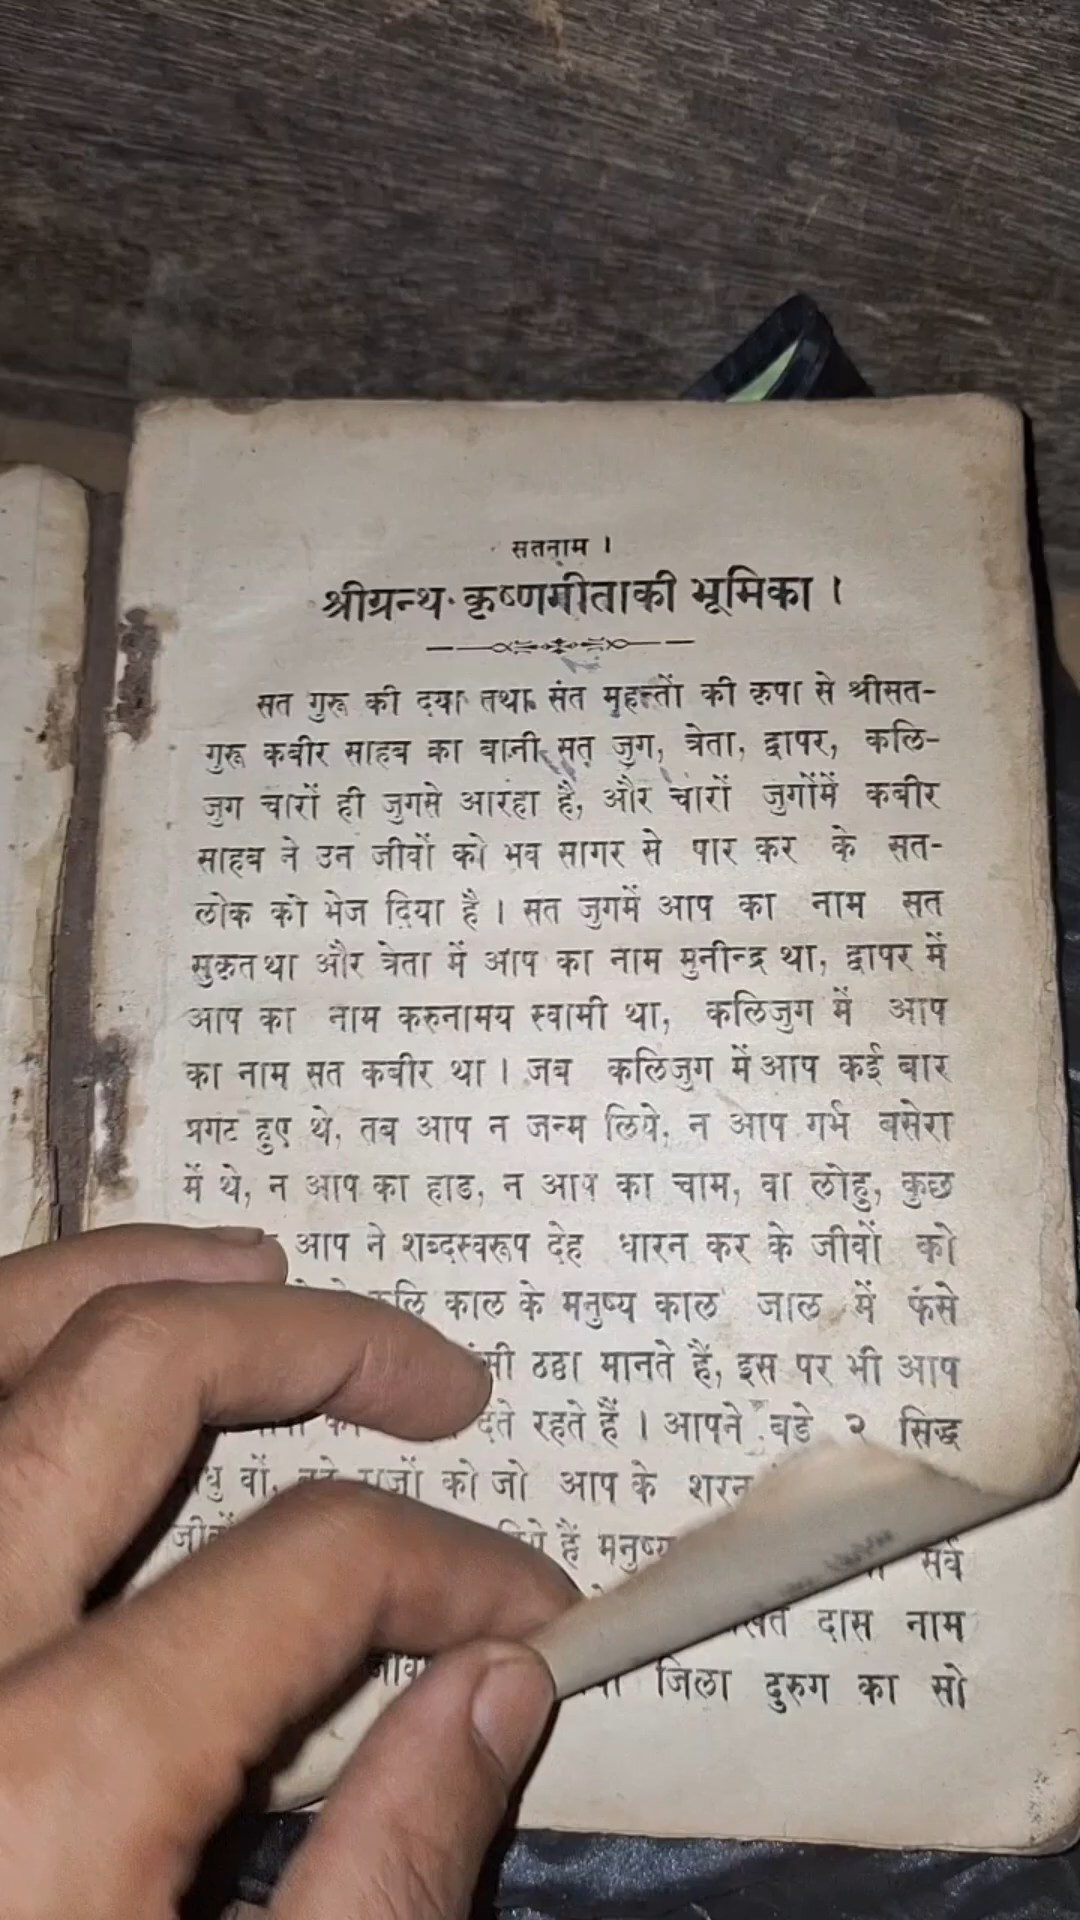 सतनाम ।
श्रीग्रन्थ कृष्णगीताकी भूमिका ।
सत गुरू की दया तथा संत महन्तों की कृपा से श्रीसत-
गुरू कबीर साहब का बानी सत जुग, त्रेता, द्वापर, कलि-
जुग चारों ही जुगसे आरहा है, और चारों जुगोंमें कबीर
साहब ने उन जीवों को भव सागर से पार कर के सत-
लोक को भेज दिया है । सत जुगमें आप का नाम सत
सुकृत था और त्रेता में आप का नाम मुनीन्द्र था, द्वापर में
आप का नाम करुनामय स्वामी था, कलिजुग में आप
का नाम सत कबीर था । जब कलिजुग में आप कई बार
प्रगट हुए थे, तब आप न जन्म लिये, न आप गर्भ बसेरा
में थे, न आप का हाड, न आप का चाम, वा लोहु, कुछ
आप ने शब्दस्वरूप देह धारन कर के जीवों को
कलि काल के मनुष्य काल जाल में फंसे
ठठ्ठा मानते हैं, इस पर भी आप
देते रहते हैं । आपने बडे २ सिद्ध
वों, को जो आप के शरन
हैं मनुष्य सर्व
दास नाम
जिला दुरुग का सो